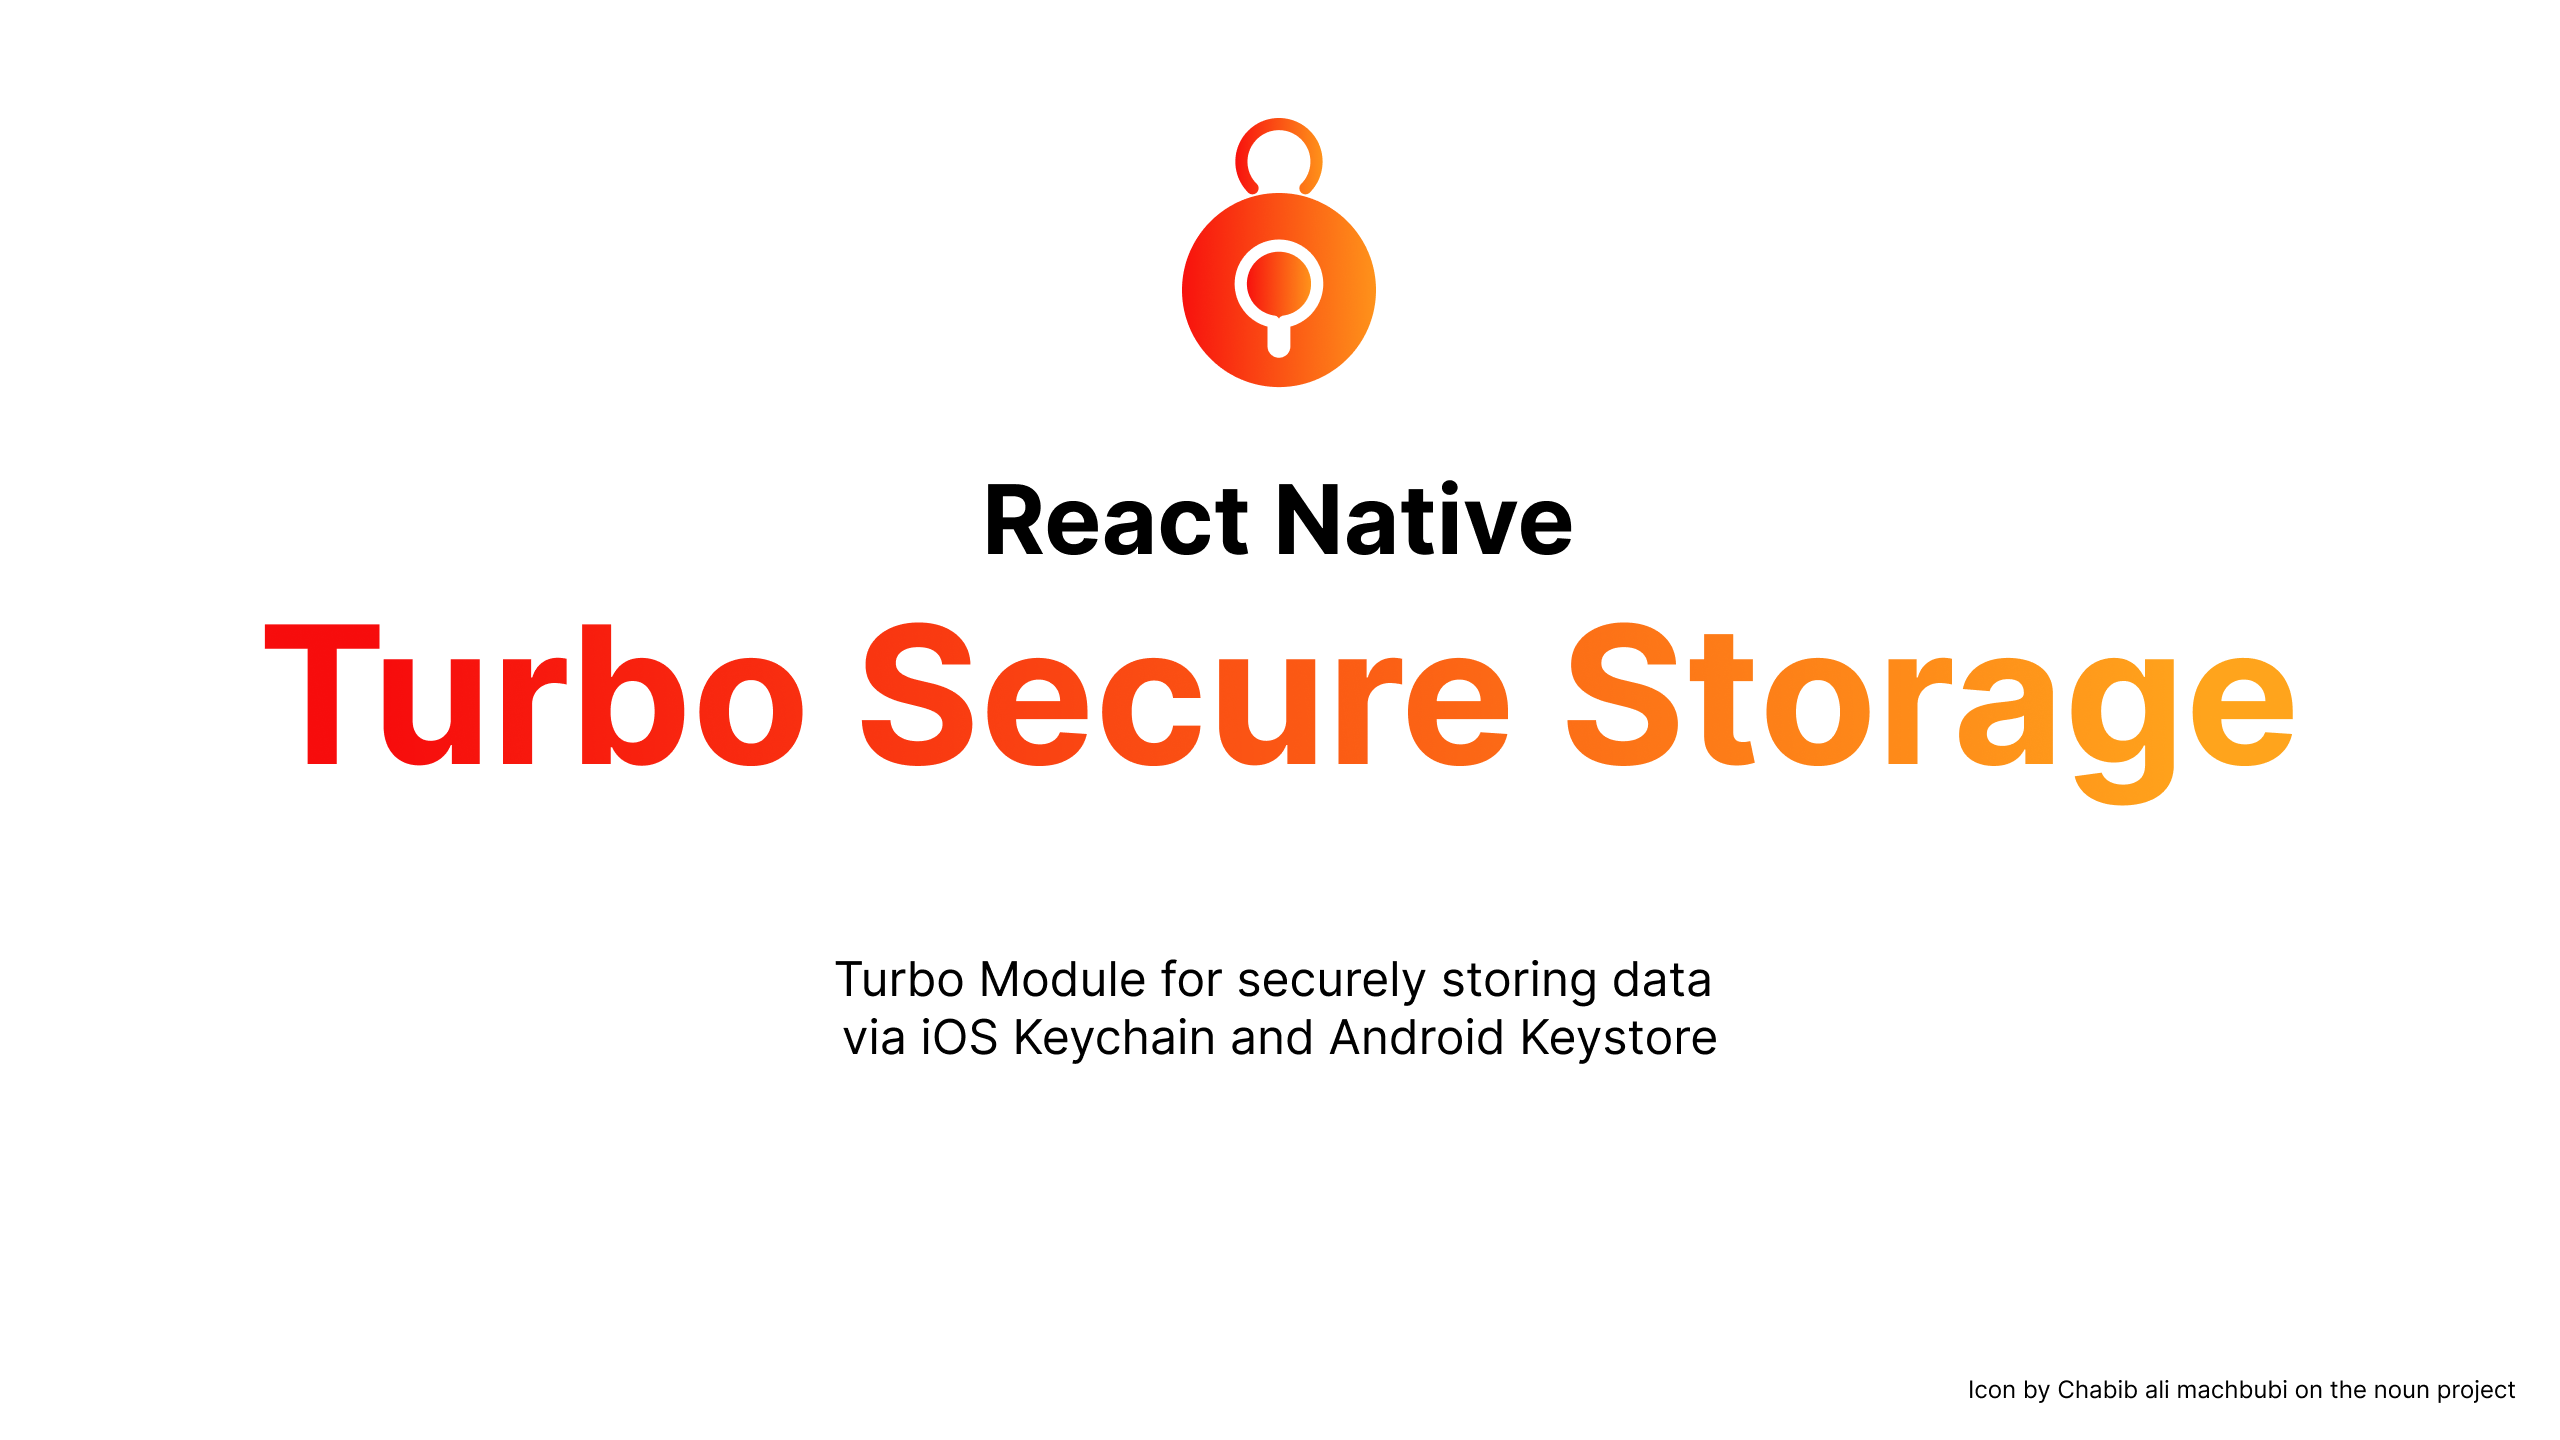 React Native
Turbo Secure Storage
Turbo Module for securely storing data
via iOS Keychain and Android Keystore
Icon by Chabib ali machbubi on the noun project